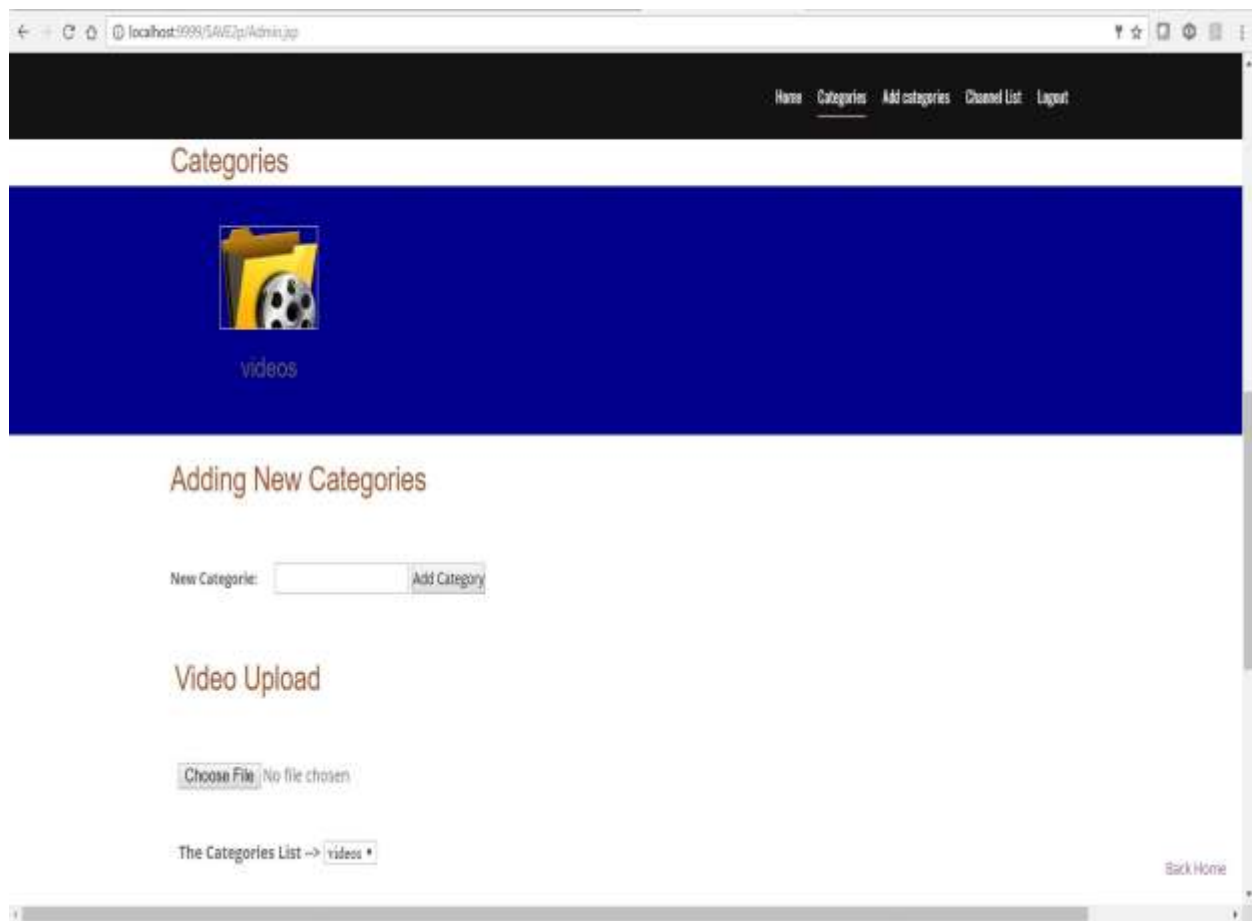 localhost:9999/SAVE2p/Admin.jsp
Home Categories Add categories Channel List Logout
Categories
videos
Adding New Categories
New Categorie: Add Category
Video Upload
Choose File No file chosen
The Categories List --> videos
Back Home